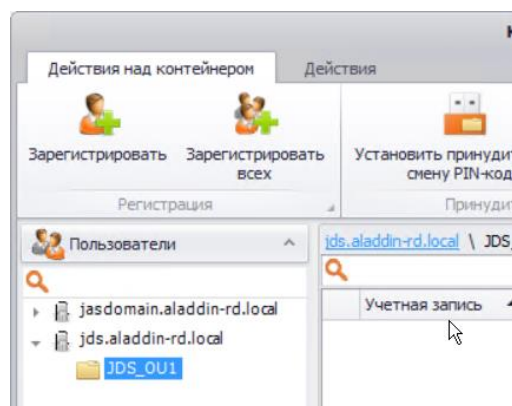 Действия над контейнером
Действия
Зарегистрировать
Зарегистрировать всех
Установить принудит
смену PIN-код
Регистрация
Принудит
Пользователи
jds.aladdin-rd.local \ JDS_
jasdomain.aladdin-rd.local
Учетная запись
jds.aladdin-rd.local
JDS_OU1